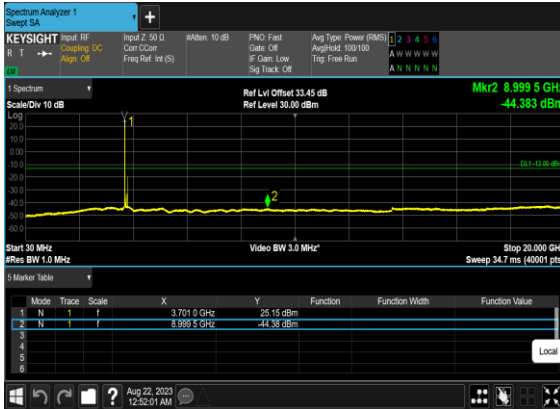 Spectrum Analyzer 1
Swept SA
+
KEYSIGHT Input: RF Input Z: 50 Ω #Atten: 10 dB PNO: Fast Avg Type: Power (RMS) 1 2 3 4 5 6
R T Coupling: DC Corr CCorr Gate: Off Avg|Hold: 100/100 A W W W W W
Align: Off Freq Ref: Int (S) IF Gain: Low Trig: Free Run
LXI Sig Track: Off A N N N N N
1 Spectrum Ref Lvl Offset 33.45 dB Mkr2 8.999 5 GHz
Scale/Div 10 dB Ref Level 30.00 dBm -44.383 dBm
Log
20.0
10.0
0.00
-10.0
DL1 -13.00 dBm
-20.0
-30.0
-40.0
-50.0
-60.0
1
2
Start 30 MHz Video BW 3.0 MHz* Stop 20.000 GHz
#Res BW 1.0 MHz Sweep 34.7 ms (40001 pts)
5 Marker Table
Mode Trace Scale X Y Function Function Width Function Value
1 N 1 f 3.701 0 GHz 25.15 dBm
2 N 1 f 8.999 5 GHz -44.38 dBm
3
4
5
6
Local
? Aug 22, 2023
12:52:01 AM